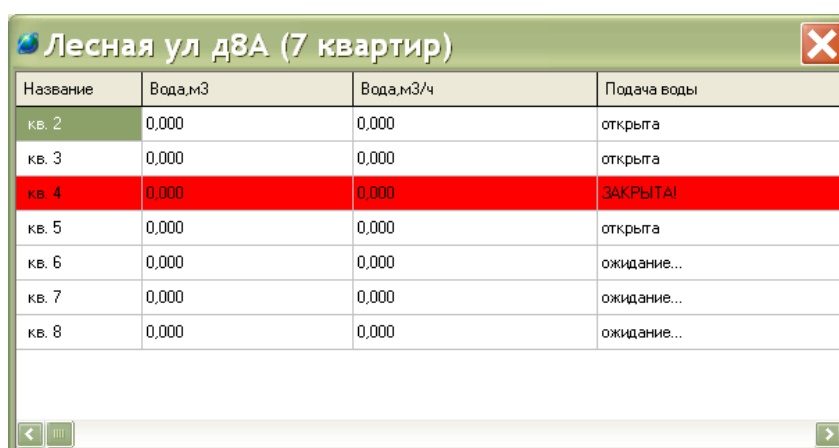 Лесная ул д8А (7 квартир)
Название Вода,м3 Вода,м3/ч Подача воды
кв. 2 0,000 0,000 открыта
кв. 3 0,000 0,000 открыта
кв. 4 0,000 0,000 ЗАКРЫТА!
кв. 5 0,000 0,000 открыта
кв. 6 0,000 0,000 ожидание...
кв. 7 0,000 0,000 ожидание...
кв. 8 0,000 0,000 ожидание...